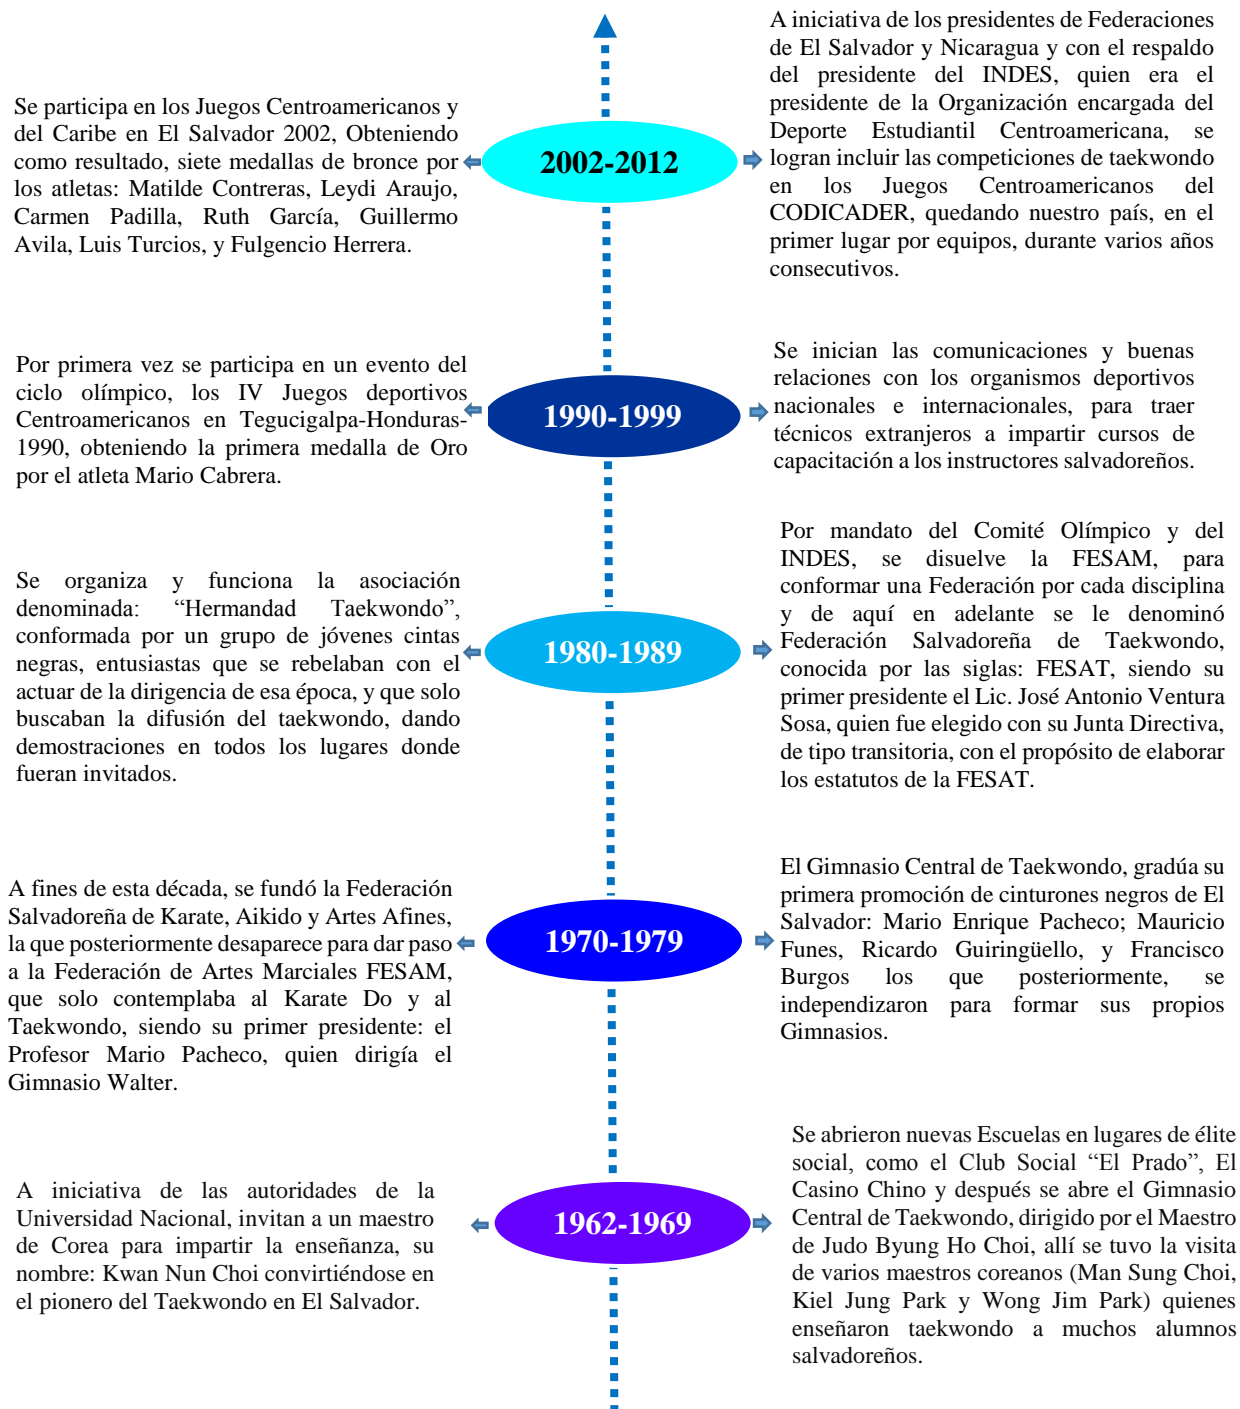 A iniciativa de los presidentes de Federaciones
de El Salvador y Nicaragua y con el respaldo
del presidente del INDES, quien era el
presidente de la Organización encargada del
Deporte Estudiantil Centroamericana, se
logran incluir las competiciones de taekwondo
en los Juegos Centroamericanos del
CODICADER, quedando nuestro país, en el
primer lugar por equipos, durante varios años
consecutivos.
Se participa en los Juegos Centroamericanos y
del Caribe en El Salvador 2002, Obteniendo
como resultado, siete medallas de bronce por
los atletas: Matilde Contreras, Leydi Araujo,
Carmen Padilla, Ruth García, Guillermo
Avila, Luis Turcios, y Fulgencio Herrera.
2002-2012
Por primera vez se participa en un evento del
ciclo olímpico, los IV Juegos deportivos
Centroamericanos en Tegucigalpa-Honduras-
1990, obteniendo la primera medalla de Oro
por el atleta Mario Cabrera.
1990-1999
Se inician las comunicaciones y buenas
relaciones con los organismos deportivos
nacionales e internacionales, para traer
técnicos extranjeros a impartir cursos de
capacitación a los instructores salvadoreños.
Se organiza y funciona la asociación
denominada: “Hermandad Taekwondo”,
conformada por un grupo de jóvenes cintas
negras, entusiastas que se rebelaban con el
actuar de la dirigencia de esa época, y que solo
buscaban la difusión del taekwondo, dando
demostraciones en todos los lugares donde
fueran invitados.
1980-1989
Por mandato del Comité Olímpico y del
INDES, se disuelve la FESAM, para
conformar una Federación por cada disciplina
y de aquí en adelante se le denominó
Federación Salvadoreña de Taekwondo,
conocida por las siglas: FESAT, siendo su
primer presidente el Lic. José Antonio Ventura
Sosa, quien fue elegido con su Junta Directiva,
de tipo transitoria, con el propósito de elaborar
los estatutos de la FESAT.
A fines de esta década, se fundó la Federación
Salvadoreña de Karate, Aikido y Artes Afines,
la que posteriormente desaparece para dar paso
a la Federación de Artes Marciales FESAM,
que solo contemplaba al Karate Do y al
Taekwondo, siendo su primer presidente: el
Profesor Mario Pacheco, quien dirigía el
Gimnasio Walter.
1970-1979
El Gimnasio Central de Taekwondo, gradúa su
primera promoción de cinturones negros de El
Salvador: Mario Enrique Pacheco; Mauricio
Funes, Ricardo Guiringüello, y Francisco
Burgos los que posteriormente, se
independizaron para formar sus propios
Gimnasios.
A iniciativa de las autoridades de la
Universidad Nacional, invitan a un maestro
de Corea para impartir la enseñanza, su
nombre: Kwan Nun Choi convirtiéndose en
el pionero del Taekwondo en El Salvador.
1962-1969
Se abrieron nuevas Escuelas en lugares de élite
social, como el Club Social “El Prado”, El
Casino Chino y después se abre el Gimnasio
Central de Taekwondo, dirigido por el Maestro
de Judo Byung Ho Choi, allí se tuvo la visita
de varios maestros coreanos (Man Sung Choi,
Kiel Jung Park y Wong Jim Park) quienes
enseñaron taekwondo a muchos alumnos
salvadoreños.